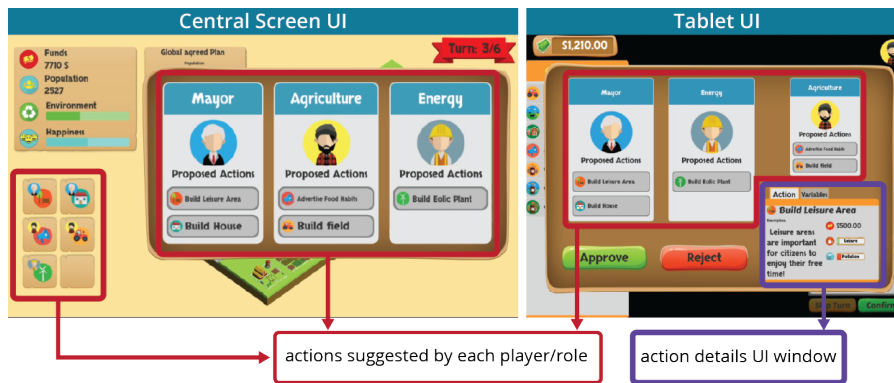 Central Screen UI
Funds
7710 $
Population
2527
Environment
Happiness
Global agreed Plan
Population
Turn: 3/6
Mayor
Proposed Actions
Build Leisure Area
Build House
Agriculture
Proposed Actions
Advertise Food Habits
Build field
Energy
Proposed Actions
Build Eolic Plant
Tablet UI
$1,210.00
Mayor
Proposed Actions
Build Leisure Area
Build House
Energy
Proposed Actions
Build Eolic Plant
Agriculture
Proposed Actions
Advertise Food Habits
Build field
Approve
Reject
Action
Variables
Build Leisure Area
Description
Leisure areas
are important
for citizens to
enjoy their free
time!
$500.00
Leisure
Pollution
Skip Turn
Confirm
actions suggested by each player/role
action details UI window